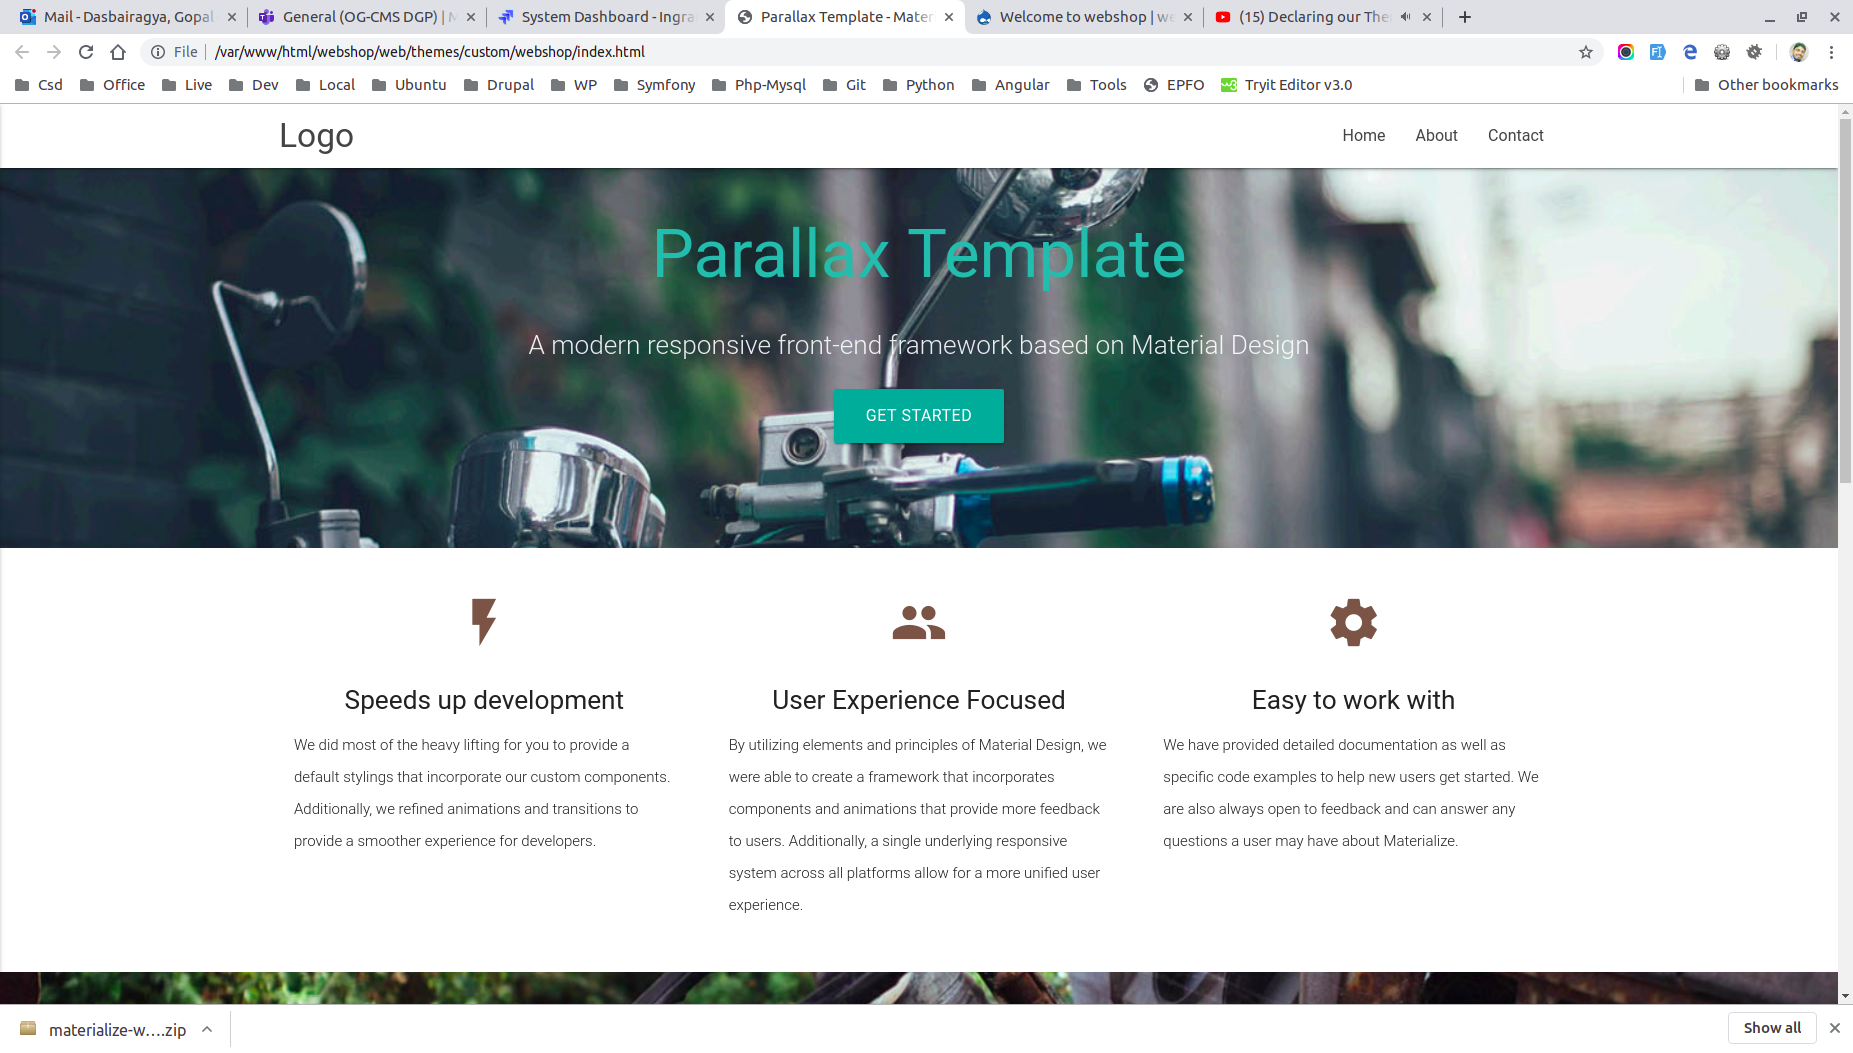 Mail - Dasbairagya, Gopal
General (OG-CMS DGP) | M
System Dashboard - Ingra
Parallax Template - Mater
Welcome to webshop | we
(15) Declaring our The
File
/var/www/html/webshop/web/themes/custom/webshop/index.html
Csd
Office
Live
Dev
Local
Ubuntu
Drupal
WP
Symfony
Php-Mysql
Git
Python
Angular
Tools
EPFO
Tryit Editor v3.0
Other bookmarks
Logo
Home
About
Contact
Parallax Template
A modern responsive front-end framework based on Material Design
GET STARTED
Speeds up development
We did most of the heavy lifting for you to provide a
default stylings that incorporate our custom components.
Additionally, we refined animations and transitions to
provide a smoother experience for developers.
User Experience Focused
By utilizing elements and principles of Material Design, we
were able to create a framework that incorporates
components and animations that provide more feedback
to users. Additionally, a single underlying responsive
system across all platforms allow for a more unified user
experience.
Easy to work with
We have provided detailed documentation as well as
specific code examples to help new users get started. We
are also always open to feedback and can answer any
questions a user may have about Materialize.
materialize-w....zip
Show all